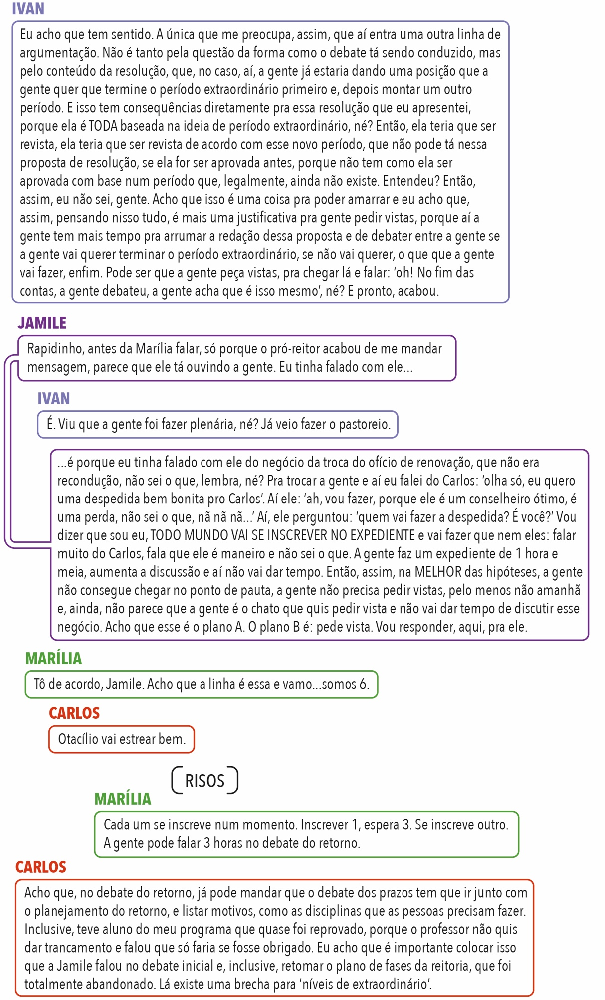 IVAN
Eu acho que tem sentido. A única que me preocupa, assim, que aí entra uma outra linha de
argumentação. Não é tanto pela questão da forma como o debate tá sendo conduzido, mas
pelo conteúdo da resolução, que, no caso, aí, a gente já estaria dando uma posição que a
gente quer que termine o período extraordinário primeiro e, depois montar um outro
período. E isso tem consequências diretamente pra essa resolução que eu apresentei,
porque ela é TODA baseada na ideia de período extraordinário, né? Então, ela teria que ser
revista, ela teria que ser revista de acordo com esse novo período, que não pode tá nessa
proposta de resolução, se ela for ser aprovada antes, porque não tem como ela ser
aprovada com base num período que, legalmente, ainda não existe. Entendeu? Então,
assim, eu não sei, gente. Acho que isso é uma coisa pra poder amarrar e eu acho que,
assim, pensando nisso tudo, é mais uma justificativa pra gente pedir vistas, porque aí a
gente tem mais tempo pra arrumar a redação dessa proposta e de debater entre a gente se
a gente vai querer terminar o período extraordinário, se não vai querer, o que que a gente
vai fazer, enfim. Pode ser que a gente peça vistas, pra chegar lá e falar: ‘oh! No fim das
contas, a gente debateu, a gente acha que é isso mesmo’, né? E pronto, acabou.
JAMILE
Rapidinho, antes da Marília falar, só porque o pró-reitor acabou de me mandar
mensagem, parece que ele tá ouvindo a gente. Eu tinha falado com ele...
IVAN
É. Viu que a gente foi fazer plenária, né? Já veio fazer o pastoreio.
...é porque eu tinha falado com ele do negócio da troca do ofício de renovação, que não era
recondução, não sei o que, lembra, né? Pra trocar a gente e aí eu falei do Carlos: ‘olha só, eu quero
uma despedida bem bonita pro Carlos’. Aí ele: ‘ah, vou fazer, porque ele é um conselheiro ótimo, é
uma perda, não sei o que, nã nã nã...’ Aí, ele perguntou: ‘quem vai fazer a despedida? É você?’ Vou
dizer que sou eu, TODO MUNDO VAI SE INSCREVER NO EXPEDIENTE e vai fazer que nem eles: falar
muito do Carlos, fala que ele é maneiro e não sei o que. A gente faz um expediente de 1 hora e
meia, aumenta a discussão e aí não vai dar tempo. Então, assim, na MELHOR das hipóteses, a gente
não consegue chegar no ponto de pauta, a gente não precisa pedir vistas, pelo menos não amanhã
e, ainda, não parece que a gente é o chato que quis pedir vista e não vai dar tempo de discutir esse
negócio. Acho que esse é o plano A. O plano B é: pede vista. Vou responder, aqui, pra ele.
MARÍLIA
Tô de acordo, Jamile. Acho que a linha é essa e vamo...somos 6.
CARLOS
Otacílio vai estrear bem.
RISOS
MARÍLIA
Cada um se inscreve num momento. Inscrever 1, espera 3. Se inscreve outro.
A gente pode falar 3 horas no debate do retorno.
CARLOS
Acho que, no debate do retorno, já pode mandar que o debate dos prazos tem que ir junto com
o planejamento do retorno, e listar motivos, como as disciplinas que as pessoas precisam fazer.
Inclusive, teve aluno do meu programa que quase foi reprovado, porque o professor não quis
dar trancamento e falou que só faria se fosse obrigado. Eu acho que é importante colocar isso
que a Jamile falou no debate inicial e, inclusive, retomar o plano de fases da reitoria, que foi
totalmente abandonado. Lá existe uma brecha para ‘níveis de extraordinário’.